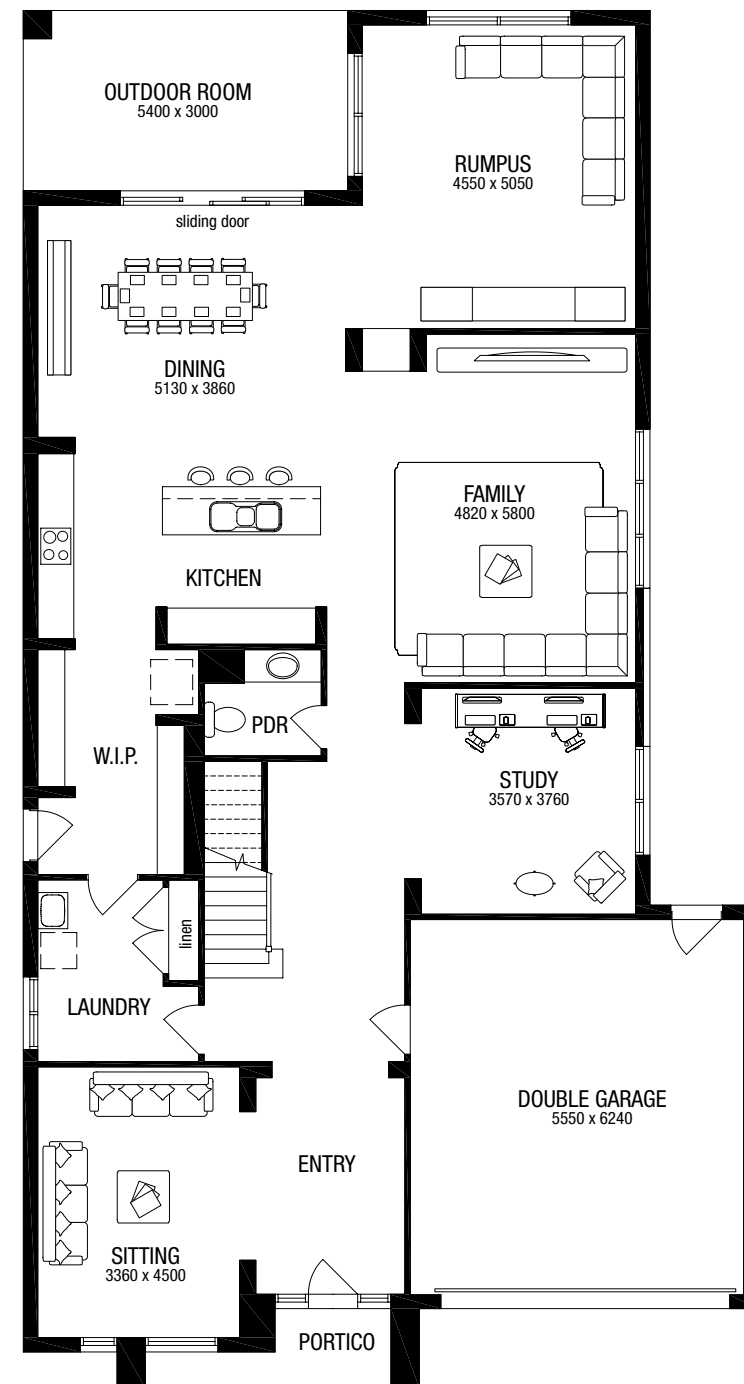 OUTDOOR ROOM
5400 x 3000
RUMPUS
4550 x 5050
sliding door
DINING
5130 x 3860
FAMILY
4820 x 5800
KITCHEN
PDR
W.I.P.
STUDY
3570 x 3760
linen
LAUNDRY
DOUBLE GARAGE
5550 x 6240
ENTRY
SITTING
3360 x 4500
PORTICO